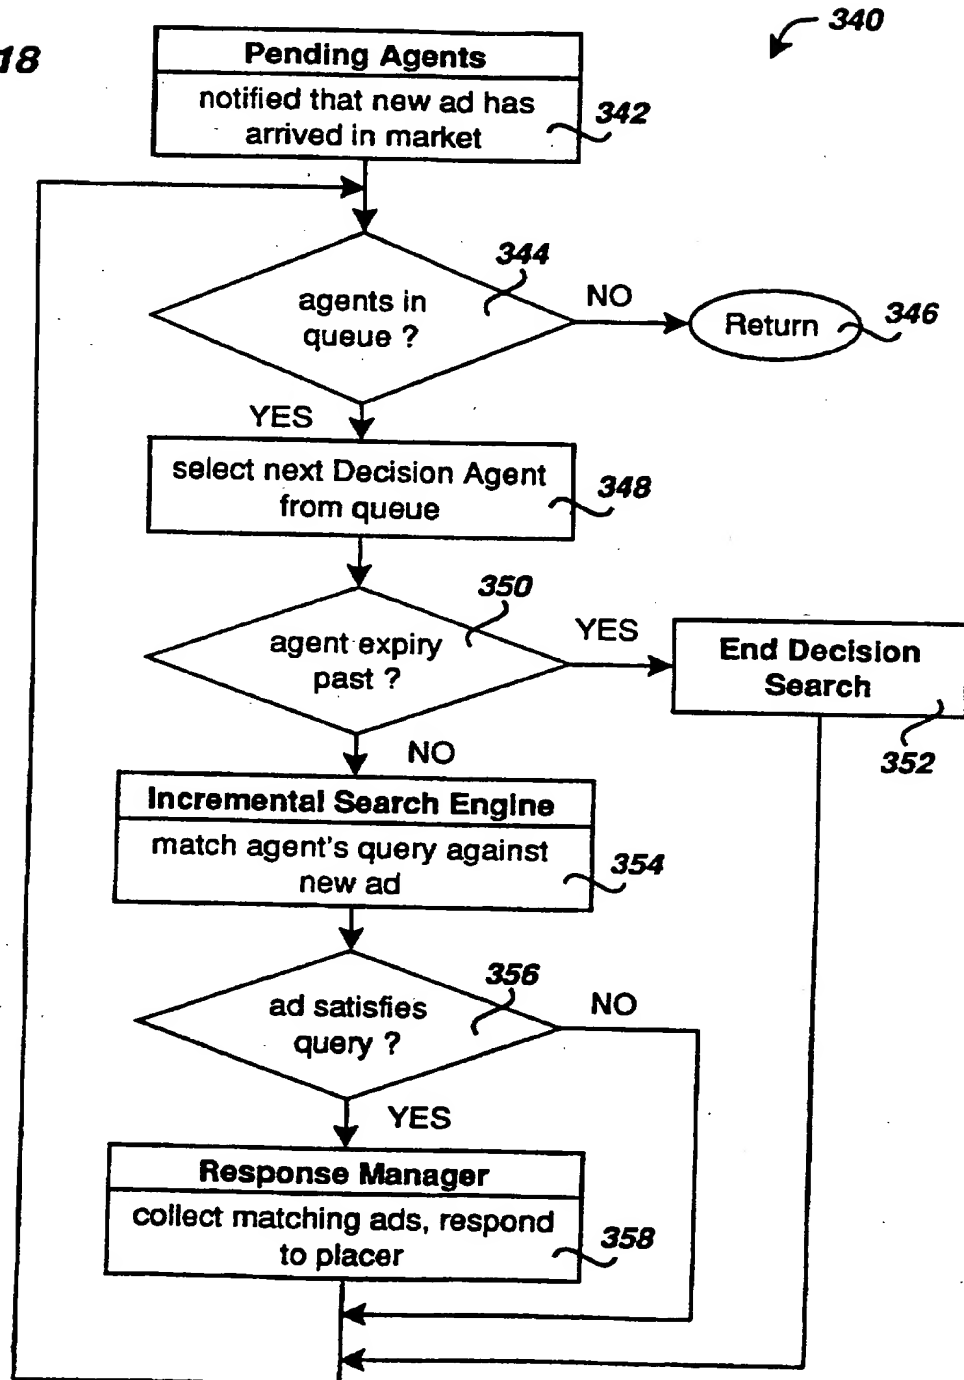 18
340
Pending Agents
notified that new ad has
arrived in market
342
344
agents in
queue ?
NO
Return
346
YES
select next Decision Agent
from queue
348
350
agent expiry
past ?
YES
End Decision
Search
352
NO
Incremental Search Engine
match agent's query against
new ad
354
356
ad satisfies
query ?
NO
YES
Response Manager
collect matching ads, respond
to placer
358